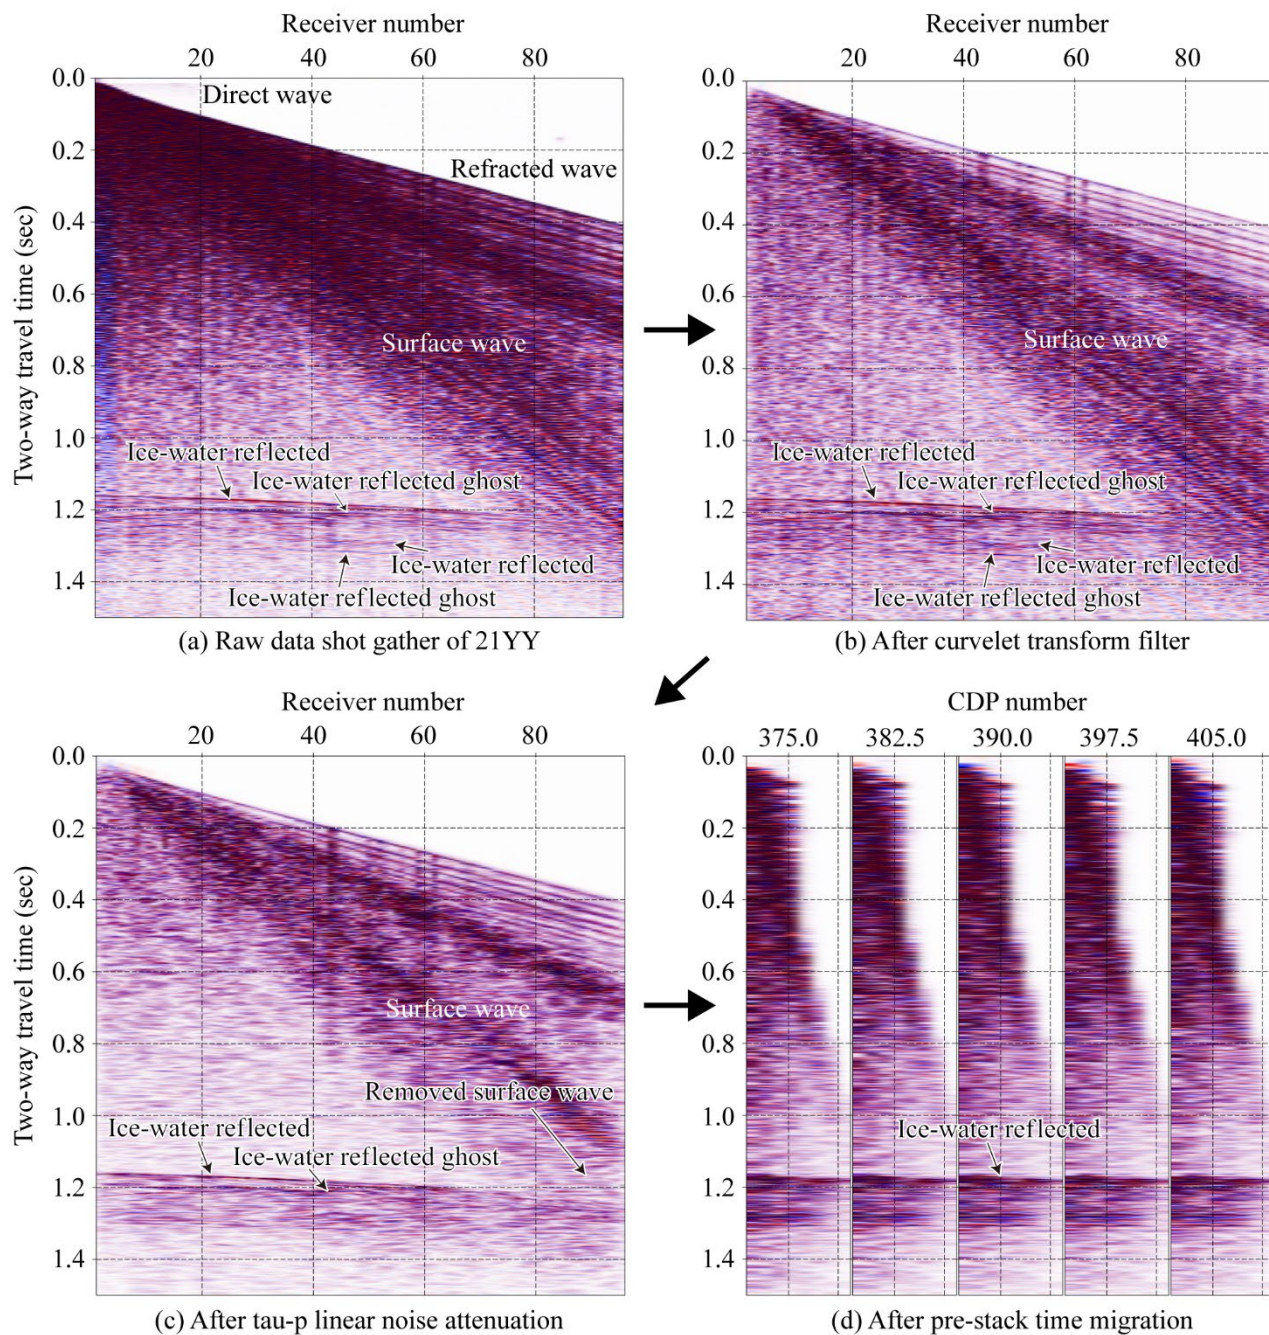 Receiver number
20 40 60 80
0.0
Direct wave
0.2
Refracted wave
0.4
0.6
Surface wave
0.8
1.0
Ice-water reflected
Ice-water reflected ghost
1.2
Ice-water reflected
Ice-water reflected ghost
1.4
Two-way travel time (sec)
(a) Raw data shot gather of 21YY
Receiver number
20 40 60 80
0.0
0.2
0.4
0.6
Surface wave
0.8
1.0
Ice-water reflected
Ice-water reflected ghost
1.2
Ice-water reflected
Ice-water reflected ghost
1.4
(b) After curvelet transform filter
Receiver number
20 40 60 80
0.0
0.2
0.4
0.6
Surface wave
0.8
Removed surface wave
1.0
Ice-water reflected
Ice-water reflected ghost
1.2
1.4
Two-way travel time (sec)
(c) After tau-p linear noise attenuation
CDP number
375.0 382.5 390.0 397.5 405.0
0.0
0.2
0.4
0.6
0.8
1.0
Ice-water reflected
1.2
1.4
(d) After pre-stack time migration